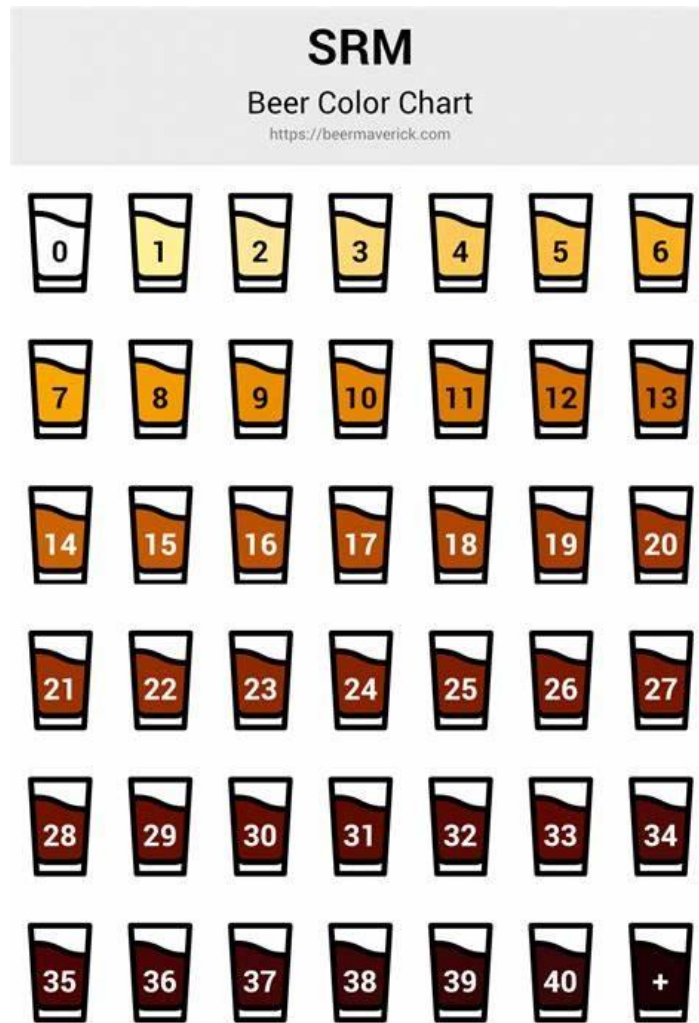 SRM
Beer Color Chart
https://beermaverick.com
0 1 2 3 4 5 6
7 8 9 10 11 12 13
14 15 16 17 18 19 20
21 22 23 24 25 26 27
28 29 30 31 32 33 34
35 36 37 38 39 40 +